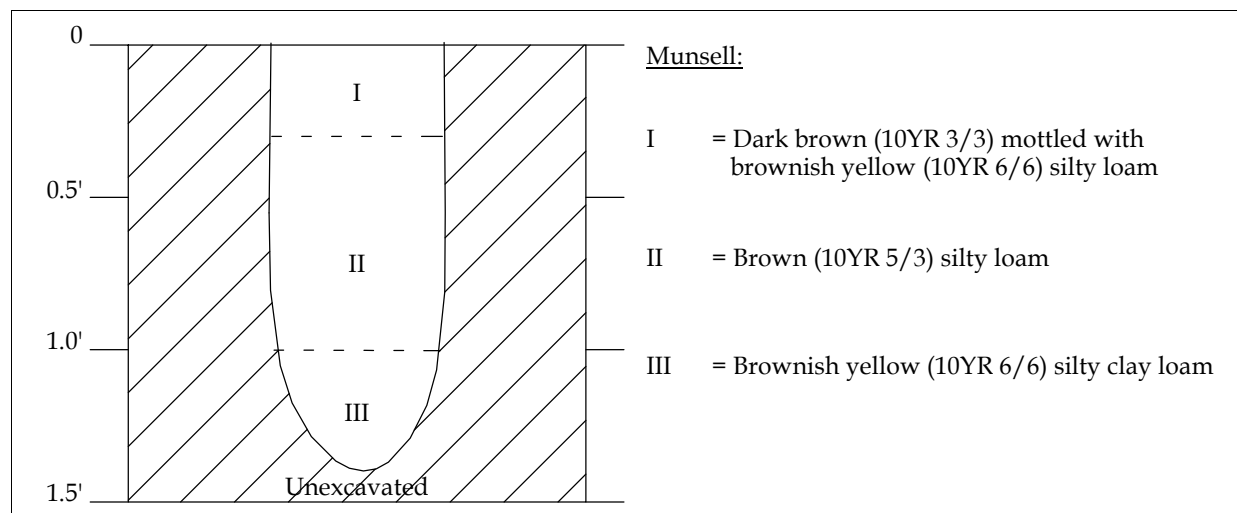 0
0.5'
1.0'
1.5'
I
II
III
Unexcavated
Munsell:
I = Dark brown (10YR 3/3) mottled with
brownish yellow (10YR 6/6) silty loam
II = Brown (10YR 5/3) silty loam
III = Brownish yellow (10YR 6/6) silty clay loam